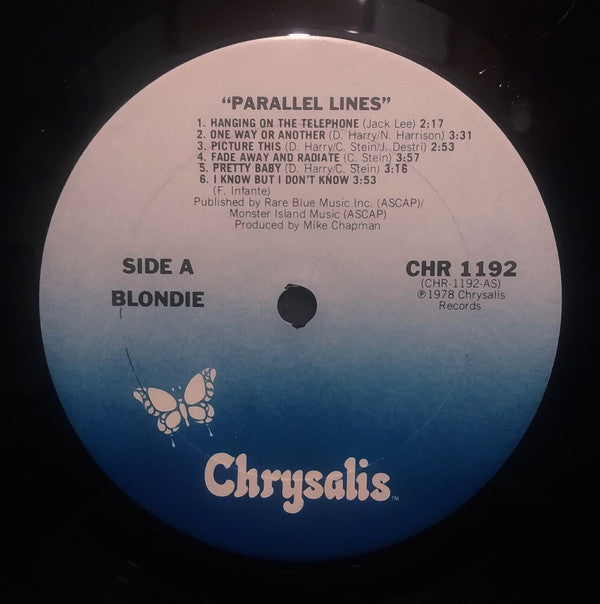 "PARALLEL LINES"
1. HANGING ON THE TELEPHONE (Jack Lee) 2:17
2. ONE WAY OR ANOTHER (D. Harry/N. Harrison) 3:31
3. PICTURE THIS (D. Harry/C. Stein/J. Destri) 2:53
4. FADE AWAY AND RADIATE (C. Stein) 3:57
5. PRETTY BABY (D. Harry/C. Stein) 3:16
6. I KNOW BUT I DON'T KNOW 3:53
(F. Infante)
Published by Rare Blue Music Inc. (ASCAP)/
Monster Island Music (ASCAP)
Produced by Mike Chapman
SIDE A
BLONDIE
CHR 1192
(CHR-1192-AS)
℗1978 Chrysalis
Records
Chrysalis™